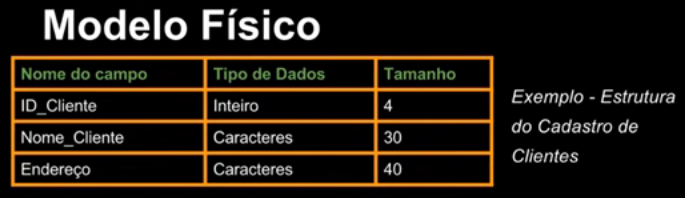 Modelo Físico
Nome do campo Tipo de Dados Tamanho
ID_Cliente Inteiro 4
Nome_Cliente Caracteres 30
Endereço Caracteres 40
Exemplo - Estrutura
do Cadastro de
Clientes